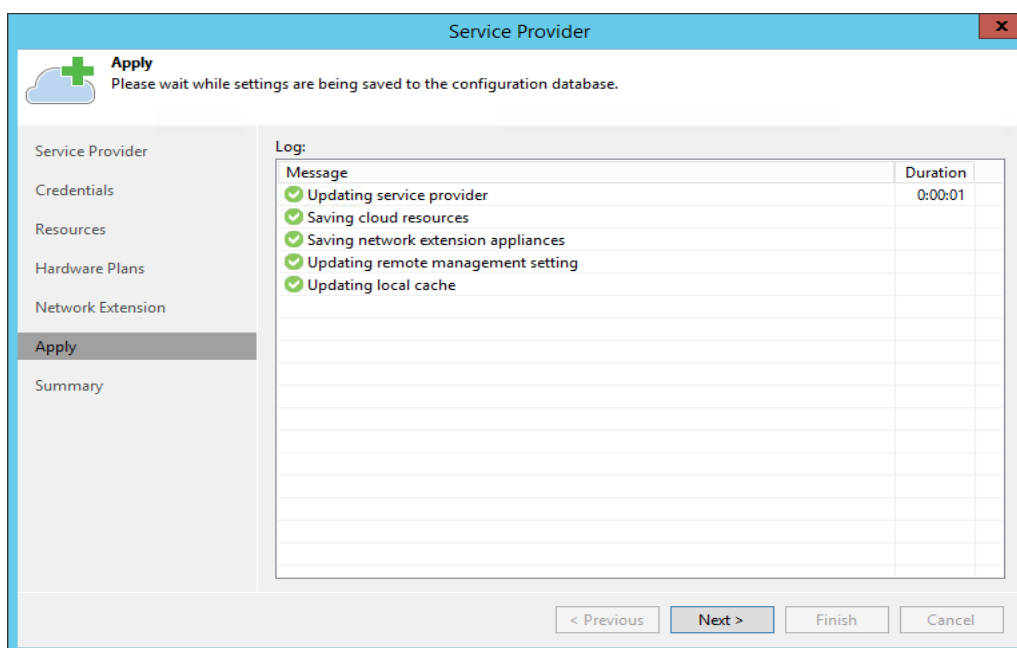 Service Provider
x
Apply
Please wait while settings are being saved to the configuration database.
Service Provider
Credentials
Resources
Hardware Plans
Network Extension
Apply
Summary
Log:
Message Duration
Updating service provider 0:00:01
Saving cloud resources
Saving network extension appliances
Updating remote management setting
Updating local cache
< Previous Next > Finish Cancel